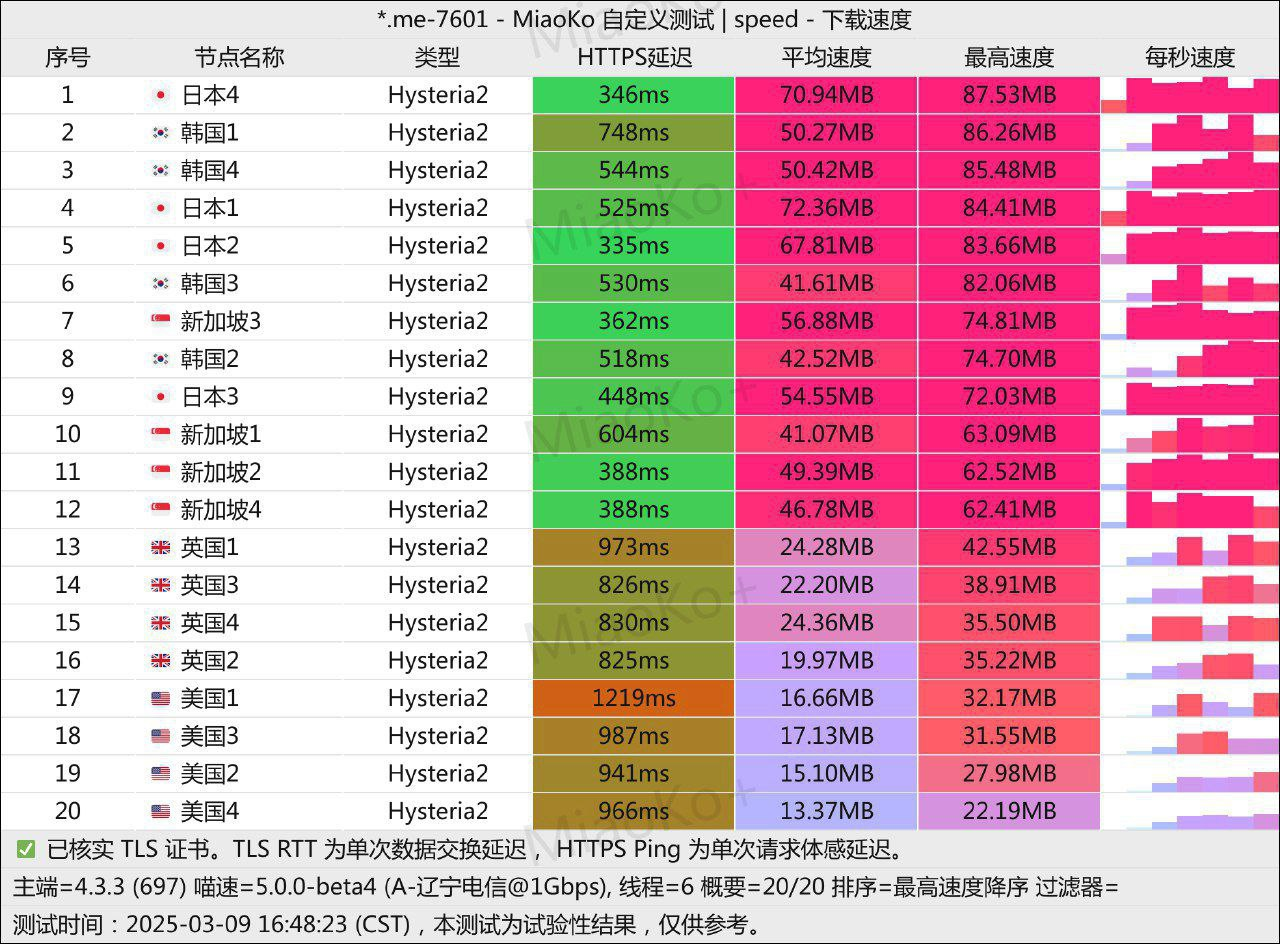 *.me-7601 - MiaoKo 自定义测试 | speed - 下载速度
序号 节点名称 类型 HTTPS延迟 平均速度 最高速度 每秒速度
1 日本4 Hysteria2 346ms 70.94MB 87.53MB
2 韩国1 Hysteria2 748ms 50.27MB 86.26MB
3 韩国4 Hysteria2 544ms 50.42MB 85.48MB
4 日本1 Hysteria2 525ms 72.36MB 84.41MB
5 日本2 Hysteria2 335ms 67.81MB 83.66MB
6 韩国3 Hysteria2 530ms 41.61MB 82.06MB
7 新加坡3 Hysteria2 362ms 56.88MB 74.81MB
8 韩国2 Hysteria2 518ms 42.52MB 74.70MB
9 日本3 Hysteria2 448ms 54.55MB 72.03MB
10 新加坡1 Hysteria2 604ms 41.07MB 63.09MB
11 新加坡2 Hysteria2 388ms 49.39MB 62.52MB
12 新加坡4 Hysteria2 388ms 46.78MB 62.41MB
13 英国1 Hysteria2 973ms 24.28MB 42.55MB
14 英国3 Hysteria2 826ms 22.20MB 38.91MB
15 英国4 Hysteria2 830ms 24.36MB 35.50MB
16 英国2 Hysteria2 825ms 19.97MB 35.22MB
17 美国1 Hysteria2 1219ms 16.66MB 32.17MB
18 美国3 Hysteria2 987ms 17.13MB 31.55MB
19 美国2 Hysteria2 941ms 15.10MB 27.98MB
20 美国4 Hysteria2 966ms 13.37MB 22.19MB
✅ 已核实 TLS 证书。TLS RTT 为单次数据交换延迟， HTTPS Ping 为单次请求体感延迟。
主端=4.3.3 (697) 喵速=5.0.0-beta4 (A-辽宁电信@1Gbps), 线程=6 概要=20/20 排序=最高速度降序 过滤器=
测试时间：2025-03-09 16:48:23 (CST)，本测试为试验性结果，仅供参考。
MiaoKo+
MiaoKo+
MiaoKo+
MiaoKo+
MiaoKo+